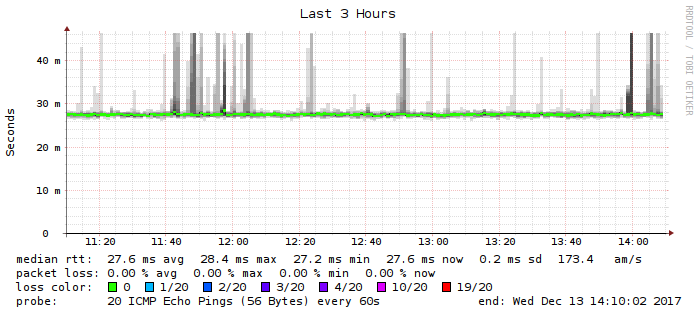 Last 3 Hours
RRDTOOL / TOBI OETIKER
Seconds
40 m
30 m
20 m
10 m
0
11:20 11:40 12:00 12:20 12:40 13:00 13:20 13:40 14:00
median rtt: 27.6 ms avg 28.4 ms max 27.2 ms min 27.6 ms now 0.2 ms sd 173.4 am/s
packet loss: 0.00 % avg 0.00 % max 0.00 % min 0.00 % now
loss color: 0 1/20 2/20 3/20 4/20 10/20 19/20
probe: 20 ICMP Echo Pings (56 Bytes) every 60s end: Wed Dec 13 14:10:02 2017